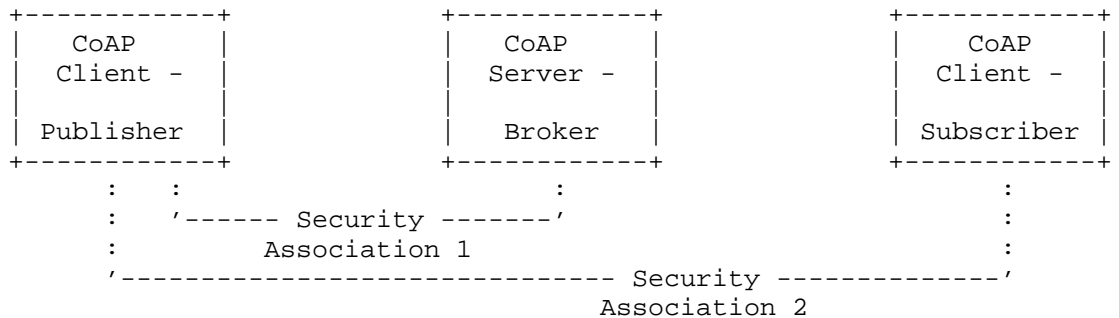 CoAP CoAP CoAP
Client - Server - Client -
Publisher Broker Subscriber
Security
Association 1
Security
Association 2